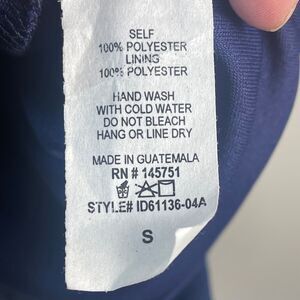 SELF
100% POLYESTER
LINING
100% POLYESTER
HAND WASH
WITH COLD WATER
DO NOT BLEACH
HANG OR LINE DRY
MADE IN GUATEMALA
RN # 145751
STYLE# ID61136-04A
S